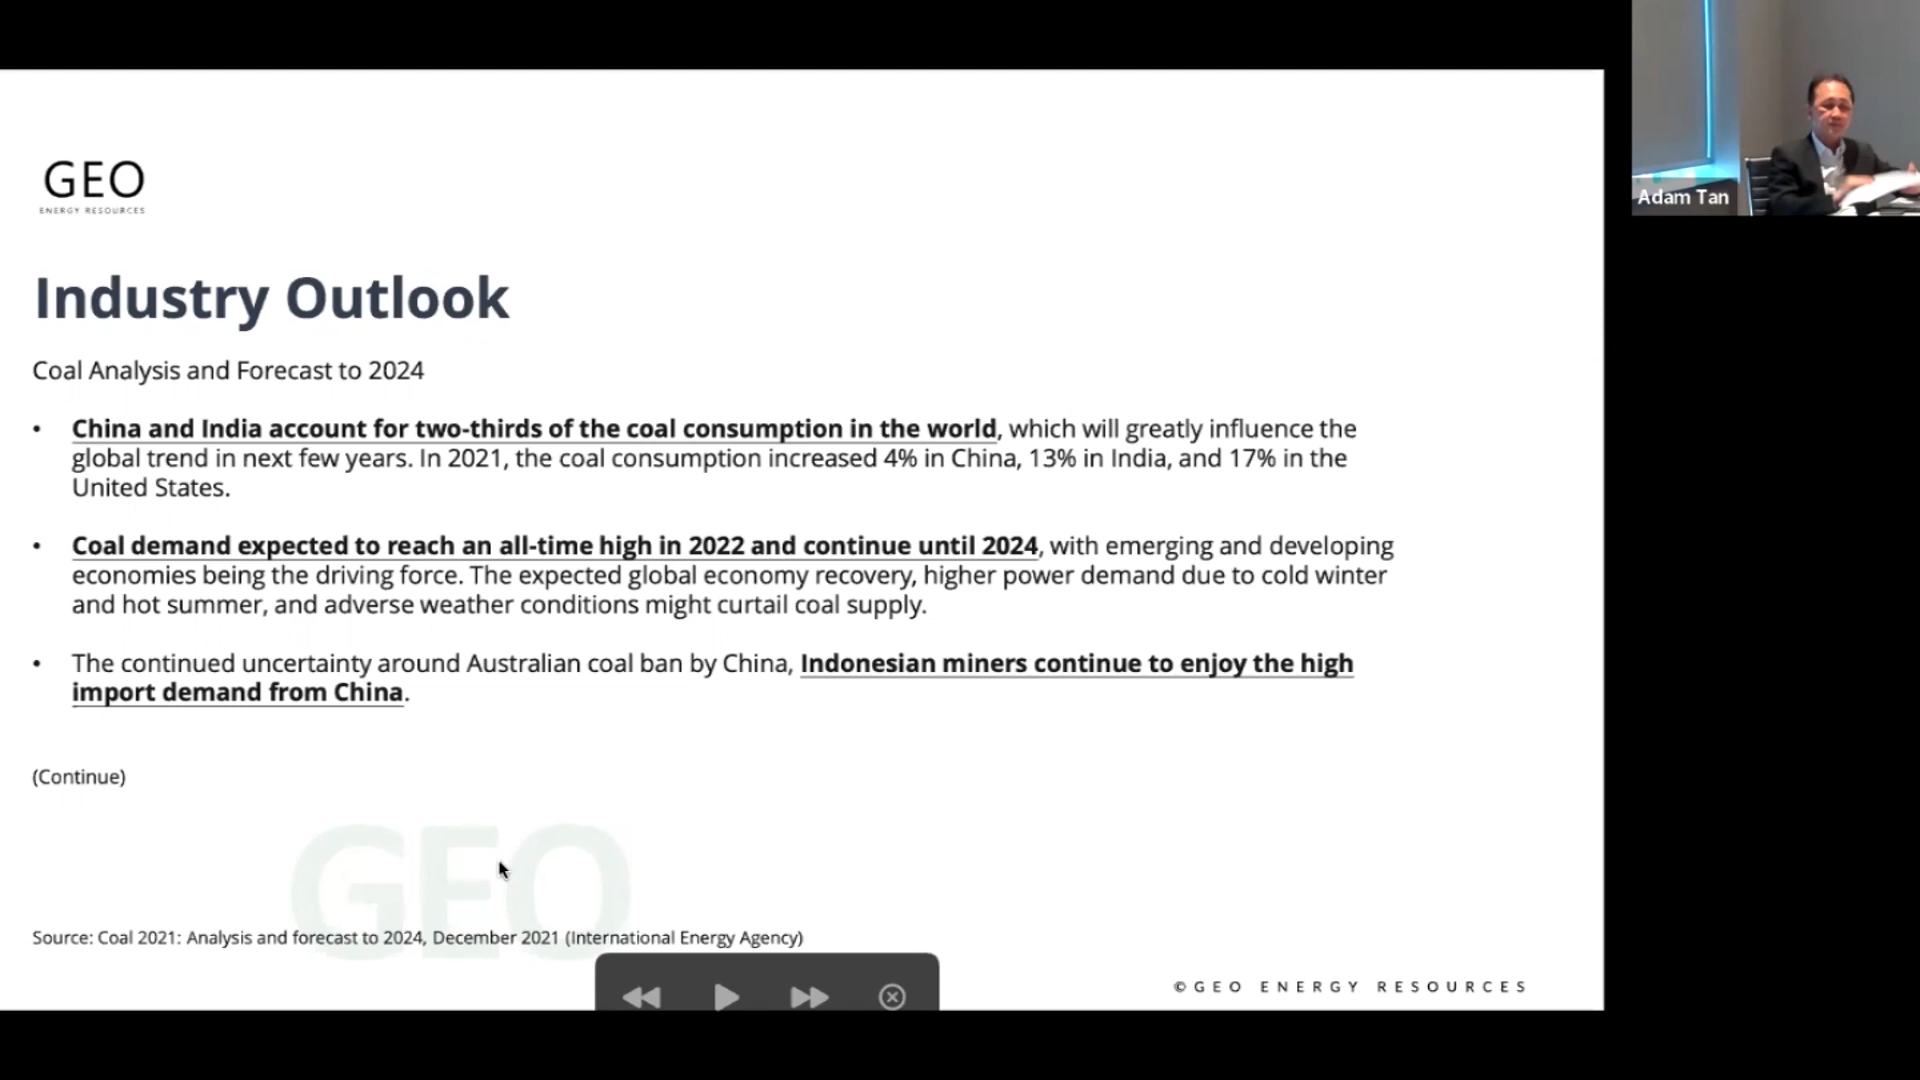 GEO
ENERGY RESOURCES
Adam Tan
Industry Outlook
Coal Analysis and Forecast to 2024
• China and India account for two-thirds of the coal consumption in the world, which will greatly influence the
global trend in next few years. In 2021, the coal consumption increased 4% in China, 13% in India, and 17% in the
United States.
• Coal demand expected to reach an all-time high in 2022 and continue until 2024, with emerging and developing
economies being the driving force. The expected global economy recovery, higher power demand due to cold winter
and hot summer, and adverse weather conditions might curtail coal supply.
• The continued uncertainty around Australian coal ban by China, Indonesian miners continue to enjoy the high
import demand from China.
(Continue)
GEO
Source: Coal 2021: Analysis and forecast to 2024, December 2021 (International Energy Agency)
©GEO ENERGY RESOURCES